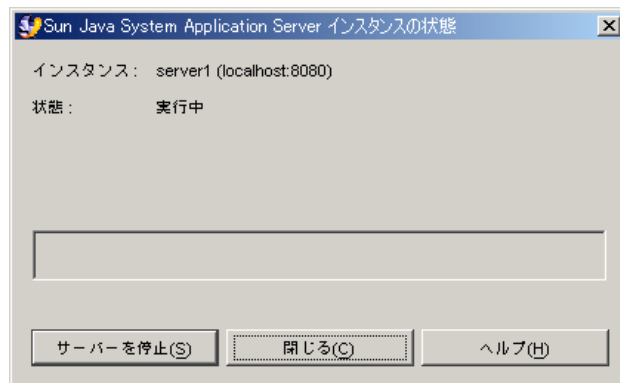 Sun Java System Application Server インスタンスの状態
インスタンス: server1 (localhost:8080)
状態: 実行中
サーバーを停止(S) 閉じる(C) ヘルプ(H)